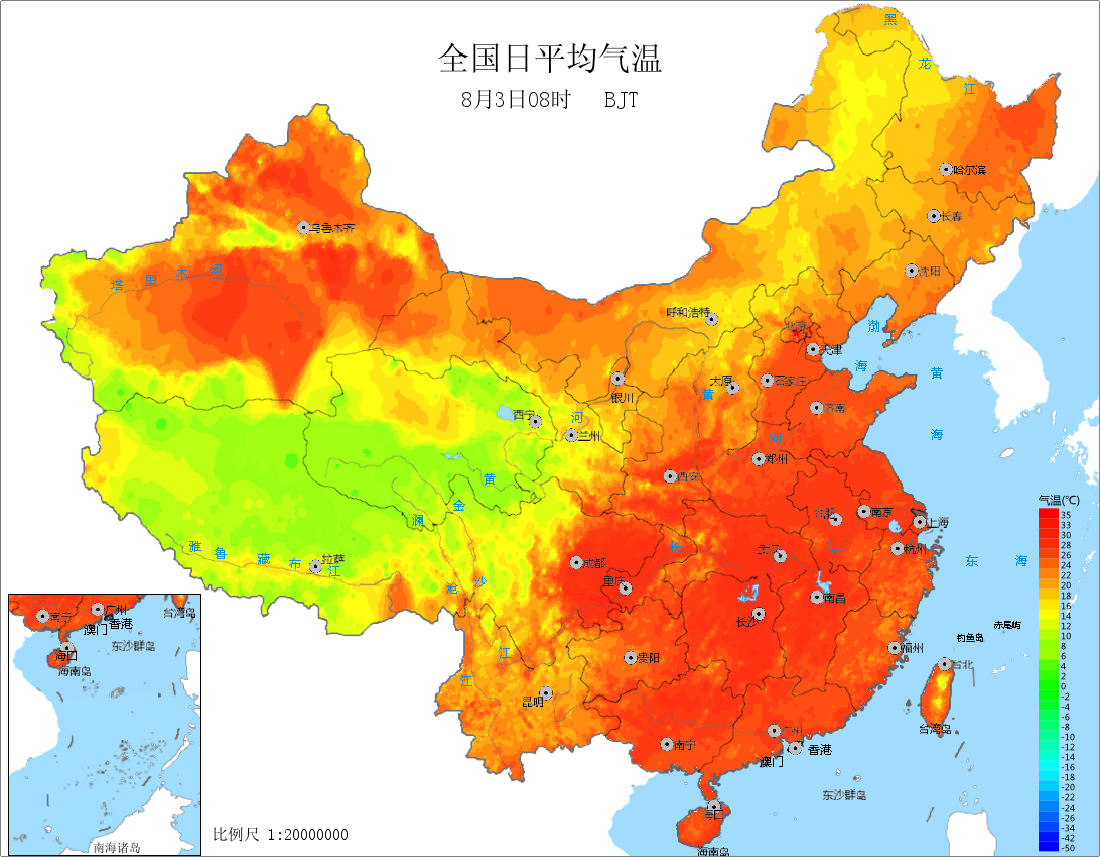 全国日平均气温
8月3日08时 BJT
黑
龙
江
哈尔滨
长春
沈阳
乌鲁木齐
塔 里 木 河
呼和浩特
北京
天津
渤
海
黄
海
银川
太原
石家庄
黄
河
济南
西宁
河
兰州
郑州
西安
黄
金
澜
合肥
南京
上海
气温(℃)
35
33
30
28
26
24
22
20
18
16
14
12
10
8
6
4
2
0
-2
-4
-6
-8
-10
-12
-14
-16
-18
-20
-22
-24
-26
-34
-42
-50
雅 鲁 藏 布 江
拉萨
成都
长
江
杭州
东 海
重庆
沧
沙
南昌
长沙
赤尾屿
钓鱼岛
江
江
贵阳
福州
台北
昆明
台湾岛
南宁
广州
香港
澳门
东沙群岛
海口
海南岛
比例尺 1:20000000
南宁
广州
台湾岛
香港
澳门
东沙群岛
海口
海南岛
南海诸岛